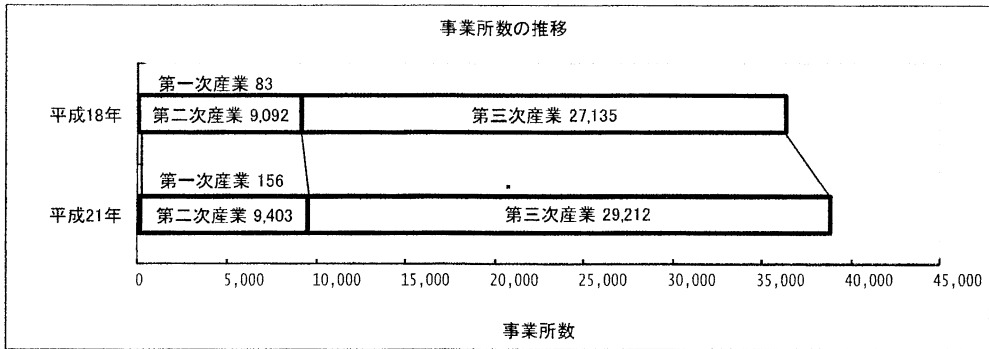 事業所数の推移
第一次産業 83
平成18年
第二次産業 9,092
第三次産業 27,135
第一次産業 156
平成21年
第二次産業 9,403
第三次産業 29,212
0 5,000 10,000 15,000 20,000 25,000 30,000 35,000 40,000 45,000
事業所数